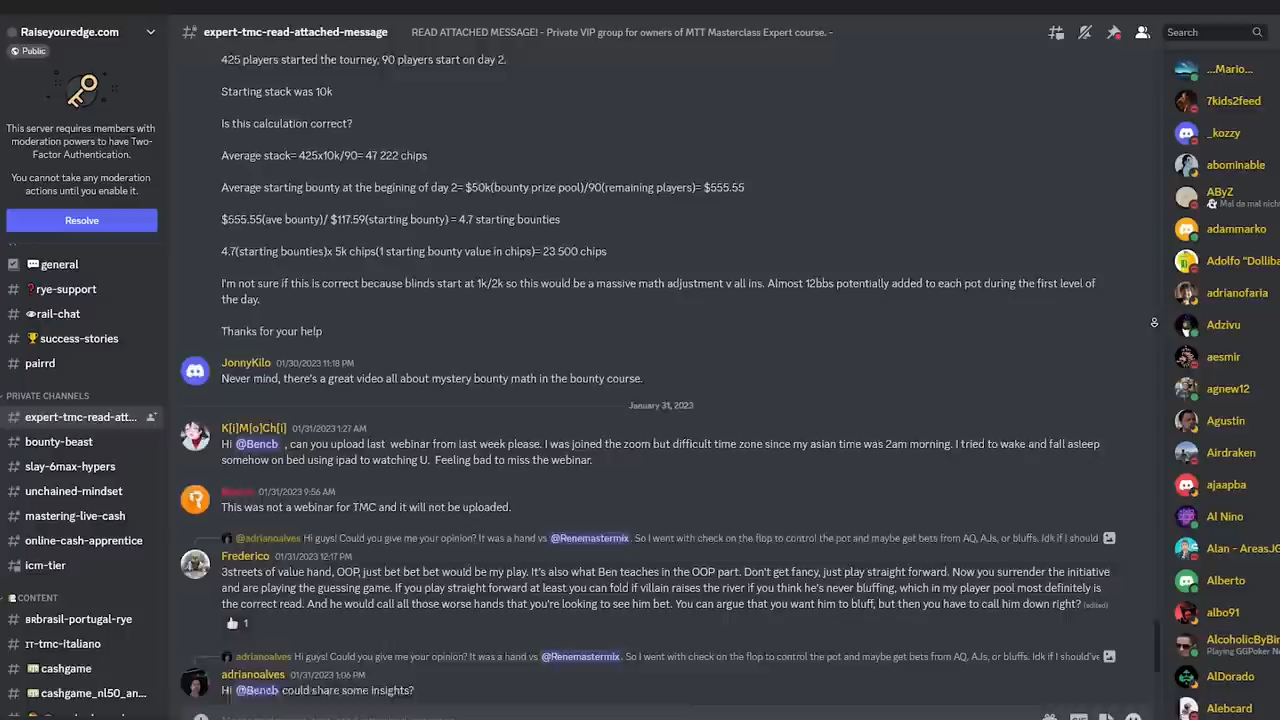 Raiseyouredge.com
Public
This server requires members with
moderation powers to have Two-
Factor Authentication.
You cannot take any moderation
actions until you enable it.
Resolve
general
rye-support
rail-chat
success-stories
pairrd
PRIVATE CHANNELS
expert-tmc-read-att...
bounty-beast
slay-6max-hypers
unchained-mindset
mastering-live-cash
online-cash-apprentice
icm-tier
CONTENT
ʙʀbrasil-portugal-rye
ɪᴛ-tmc-italiano
cashgame
cashgame_nl50_an...
expert-tmc-read-attached-message
READ ATTACHED MESSAGE! - Private VIP group for owners of MTT Masterclass Expert course. -
Search
425 players started the tourney, 90 players start on day 2.
Starting stack was 10k
Is this calculation correct?
Average stack= 425x10k/90= 47 222 chips
Average starting bounty at the begining of day 2= $50k(bounty prize pool)/90(remaining players)= $555.55
$555.55(ave bounty)/ $117.59(starting bounty) = 4.7 starting bounties
4.7(starting bounties)x 5k chips(1 starting bounty value in chips)= 23 500 chips
I'm not sure if this is correct because blinds start at 1k/2k so this would be a massive math adjustment v all ins. Almost 12bbs potentially added to each pot during the first level of
the day.
Thanks for your help
JonnyKilo 01/30/2023 11:18 PM
Never mind, there's a great video all about mystery bounty math in the bounty course.
January 31, 2023
K[i]M[o]Ch[i] 01/31/2023 1:27 AM
Hi @Bencb , can you upload last webinar from last week please. I was joined the zoom but difficult time zone since my asian time was 2am morning. I tried to wake and fall asleep
somehow on bed using ipad to watching U. Feeling bad to miss the webinar.
01/31/2023 9:56 AM
This was not a webinar for TMC and it will not be uploaded.
@adrianoalves Hi guys! Could you give me your opinion? It was a hand vs @Renemastermix. So I went with check on the flop to control the pot and maybe get bets from AQ, AJs, or bluffs. Idk if I should
Frederico 01/31/2023 12:17 PM
3streets of value hand, OOP, just bet bet bet would be my play. It's also what Ben teaches in the OOP part. Don't get fancy, just play straight forward. Now you surrender the initiative
and are playing the guessing game. If you play straight forward at least you can fold if villain raises the river if you think he's never bluffing, which in my player pool most definitely is
the correct read. And he would call all those worse hands that you're looking to see him bet. You can argue that you want him to bluff, but then you have to call him down right? (edited)
1
adrianoalves Hi guys! Could you give me your opinion? It was a hand vs @Renemastermix. So I went with check on the flop to control the pot and maybe get bets from AQ, AJs, or bluffs. Idk if I should've
adrianoalves 01/31/2023 1:06 PM
Hi @Bencb could share some insights?
...Mario...
7kids2feed
_kozzy
abominable
AByZ
Mal da mal nich
adammarko
Adolfo "Dolliba
adrianofaria
Adzivu
aesmir
agnew12
Agustin
Airdraken
ajaapba
Al Nino
Alan - Areas.JG
Alberto
albo91
AlcoholicByBir
Playing GGPoker Ne
AlDorado
Alebcard